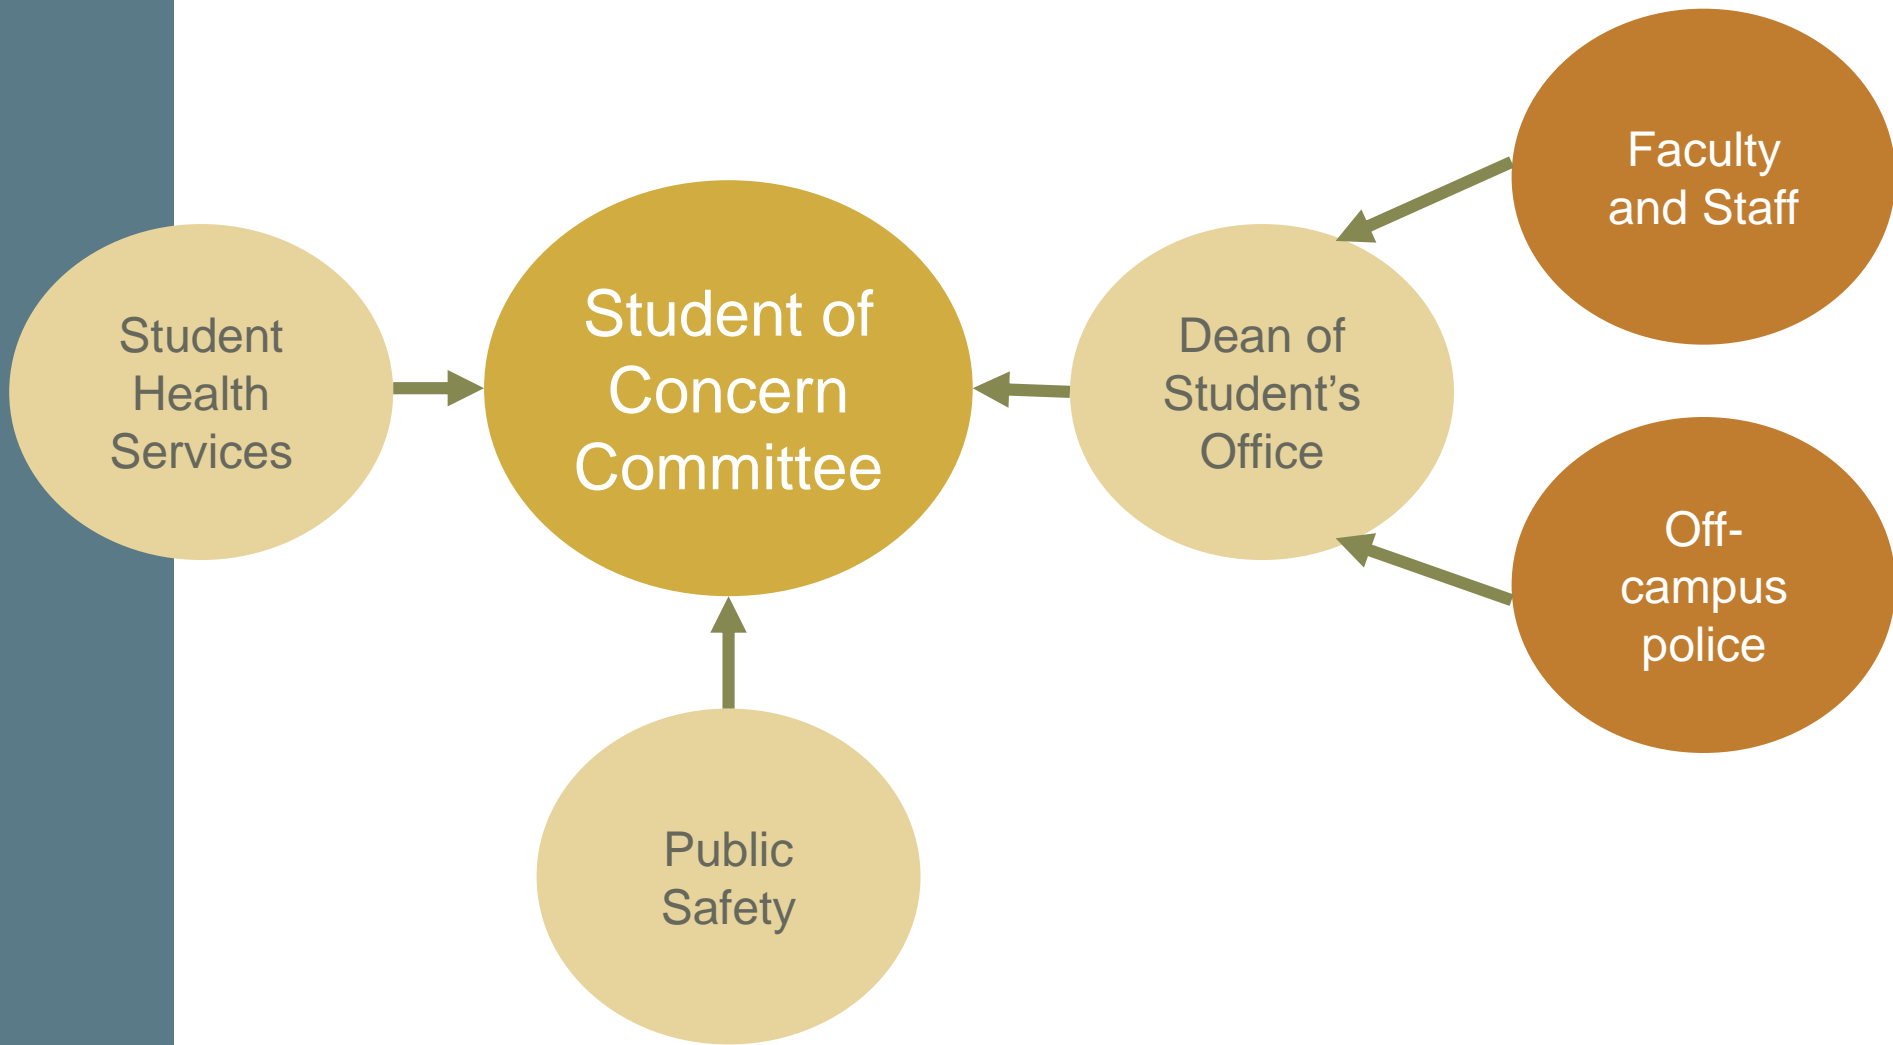 Student
Health
Services
Student of
Concern
Committee
Dean of
Student’s
Office
Faculty
and Staff
Off-
campus
police
Public
Safety